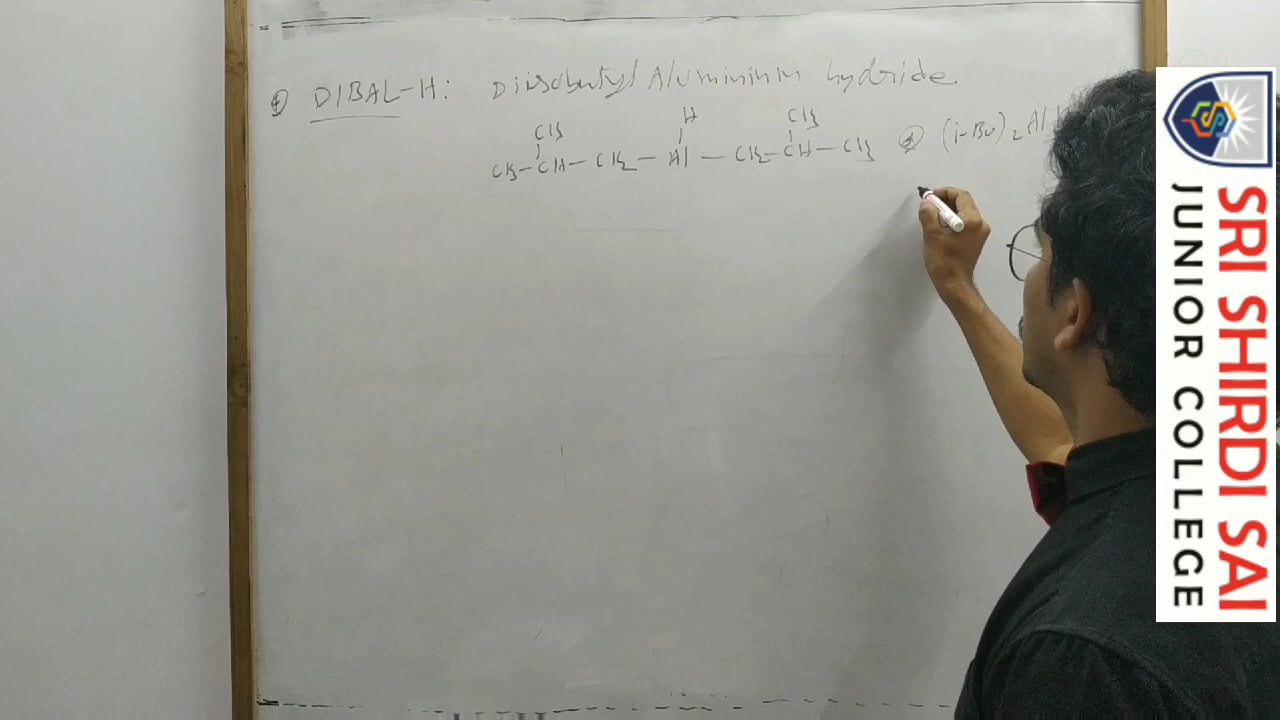 ① DIBAL-H: Diisobutyl Aluminium hydride
CH3 H CH3
CH3-CH-CH2-Al-CH2-CH-CH3 (i-Bu)2 Al
SRI SHIRDI SAI
JUNIOR COLLEGE